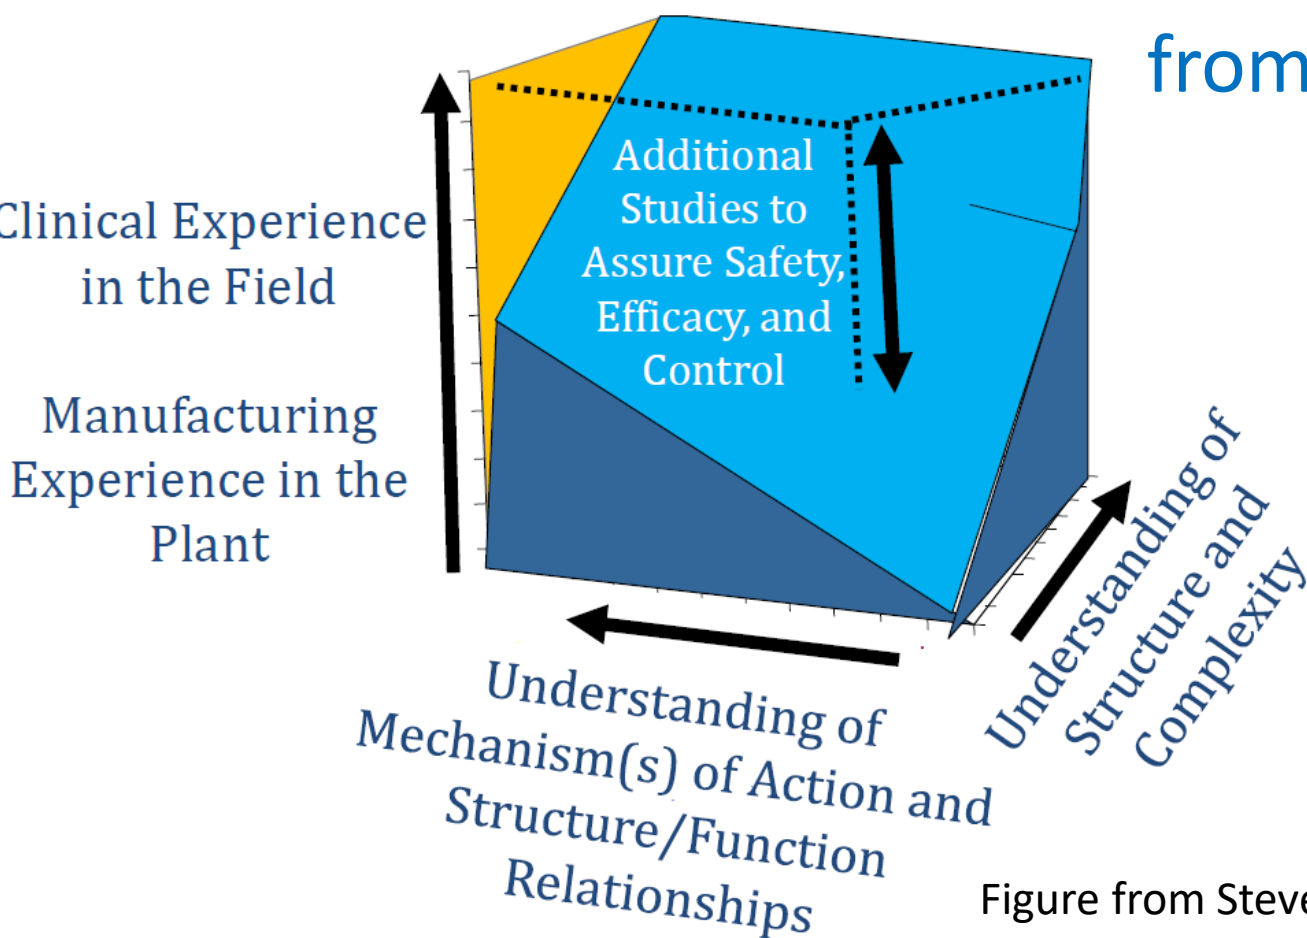 from
Additional
Studies to
Assure Safety,
Efficacy, and
Control
Clinical Experience
in the Field
Manufacturing
Experience in the
Plant
Understanding of
Structure and
Complexity
Understanding of
Mechanism(s) of Action and
Structure/Function
Relationships
Figure from Steve